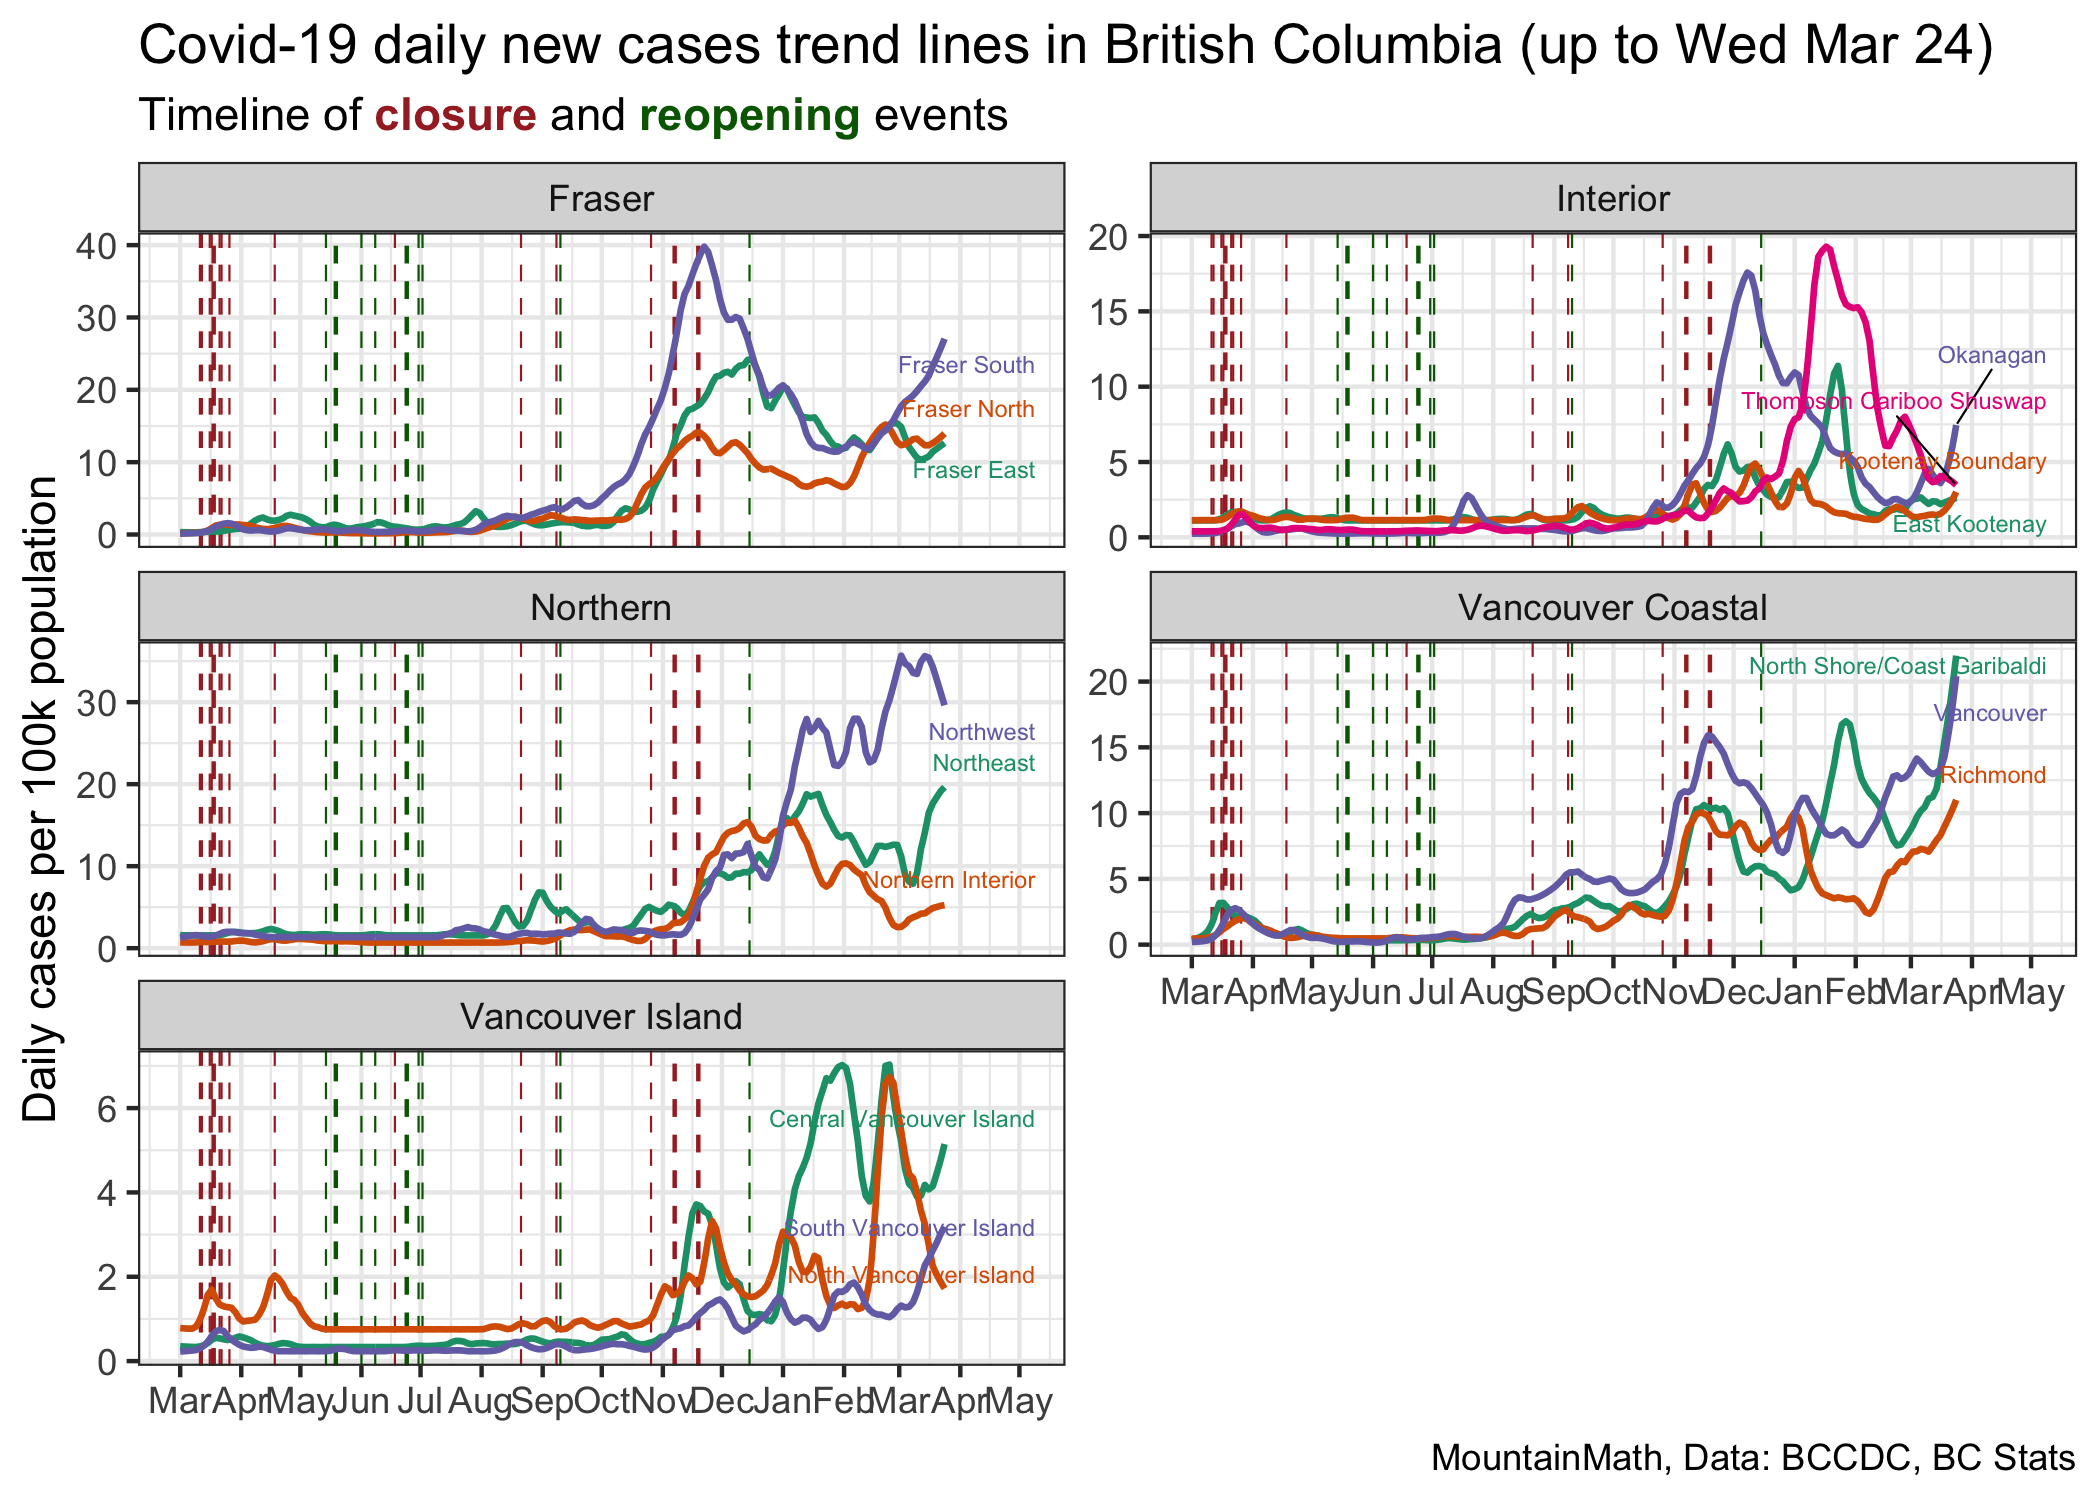 Covid-19 daily new cases trend lines in British Columbia (up to Wed Mar 24)
Timeline of closure and reopening events
Daily cases per 100k population
Fraser
40
30
20
10
0
Fraser South
Fraser North
Fraser East
Interior
20
15
10
5
0
Okanagan
Thompson Cariboo Shuswap
Kootenay Boundary
East Kootenay
Northern
30
20
10
0
Northwest
Northeast
Northern Interior
Vancouver Coastal
20
15
10
5
0
North Shore/Coast Garibaldi
Vancouver
Richmond
Mar Apr May Jun Jul Aug Sep Oct Nov Dec Jan Feb Mar Apr May
Vancouver Island
6
4
2
0
Central Vancouver Island
South Vancouver Island
North Vancouver Island
Mar Apr May Jun Jul Aug Sep Oct Nov Dec Jan Feb Mar Apr May
MountainMath, Data: BCCDC, BC Stats